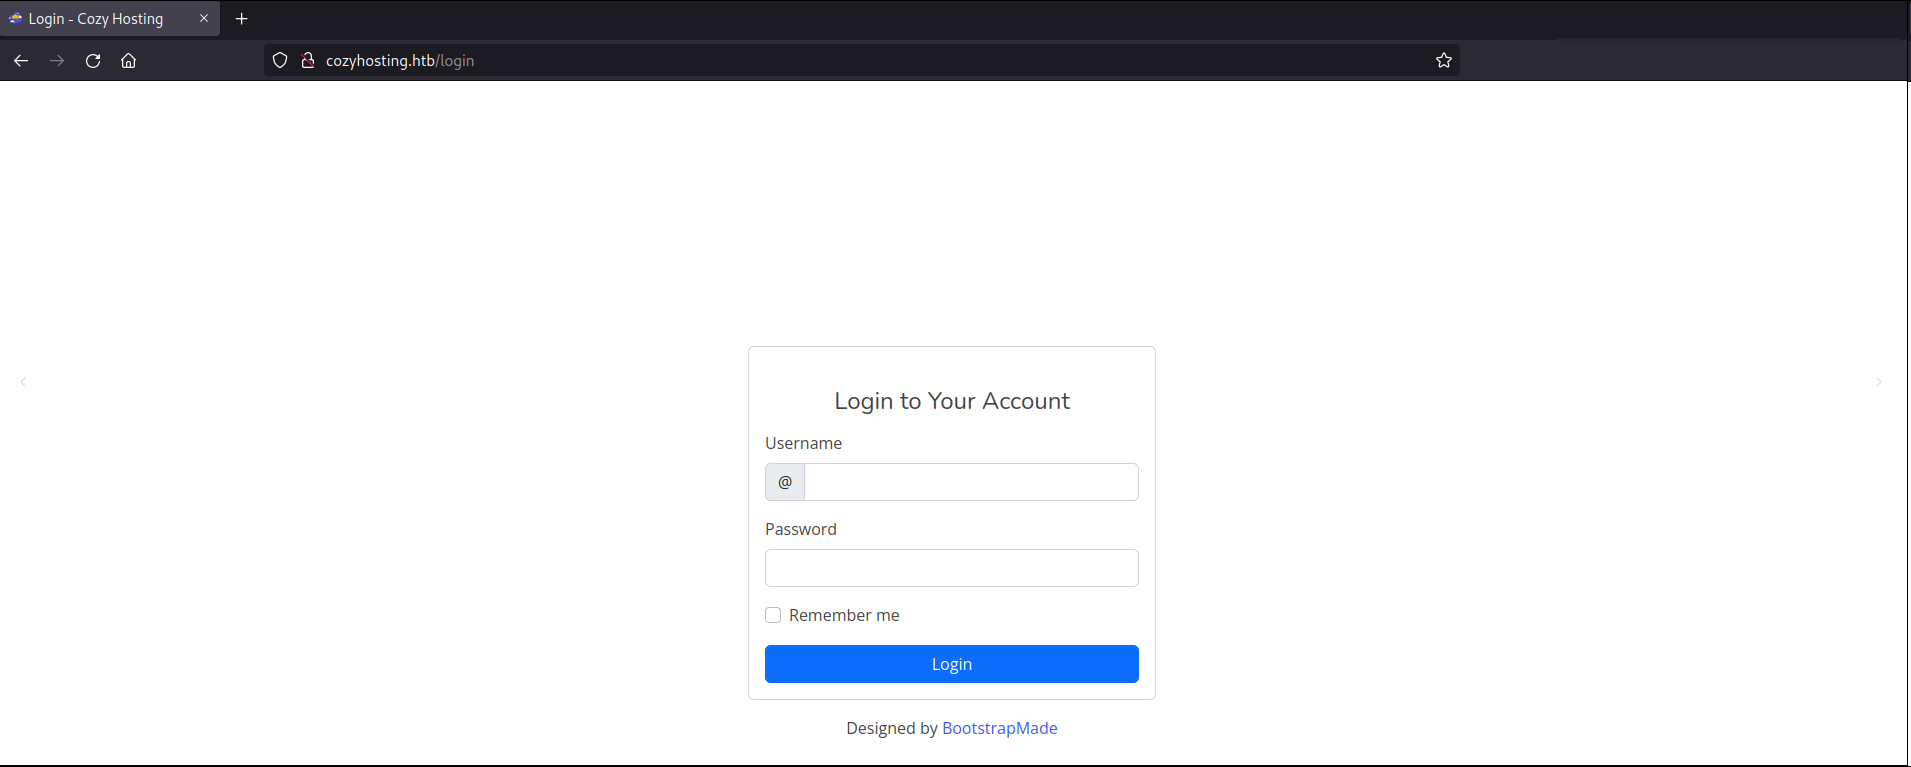 Login - Cozy Hosting
cozyhosting.htb/login
Login to Your Account
Username
@
Password
Remember me
Login
Designed by BootstrapMade